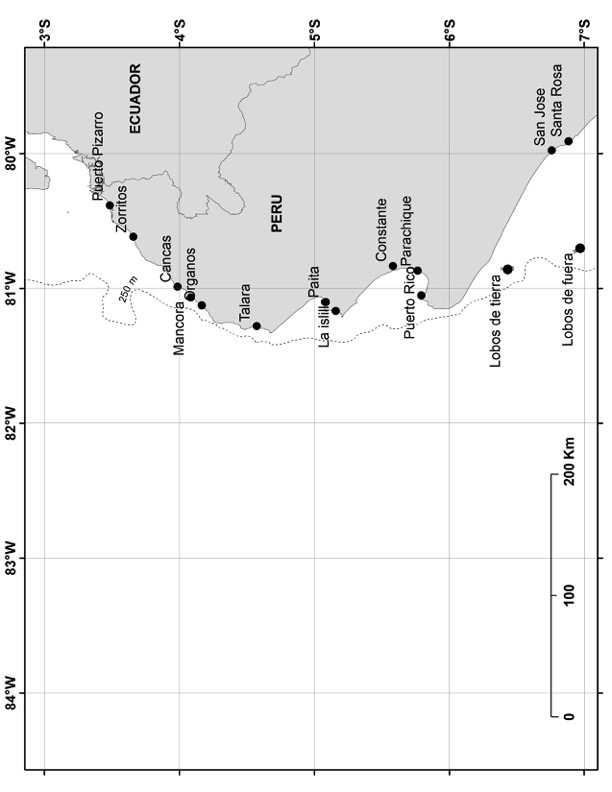 84°W
83°W
82°W
81°W
80°W
3°S
Puerto Pizarro
Zorritos
250 m
ECUADOR
Cancas
4°S
Mancora
Organos
Talara
PERU
Paita
5°S
La islilla
Constante
Parachique
Puerto Rico
6°S
Lobos de tierra
San Jose
Santa Rosa
Lobos de fuera
0
100
200 Km
7°S